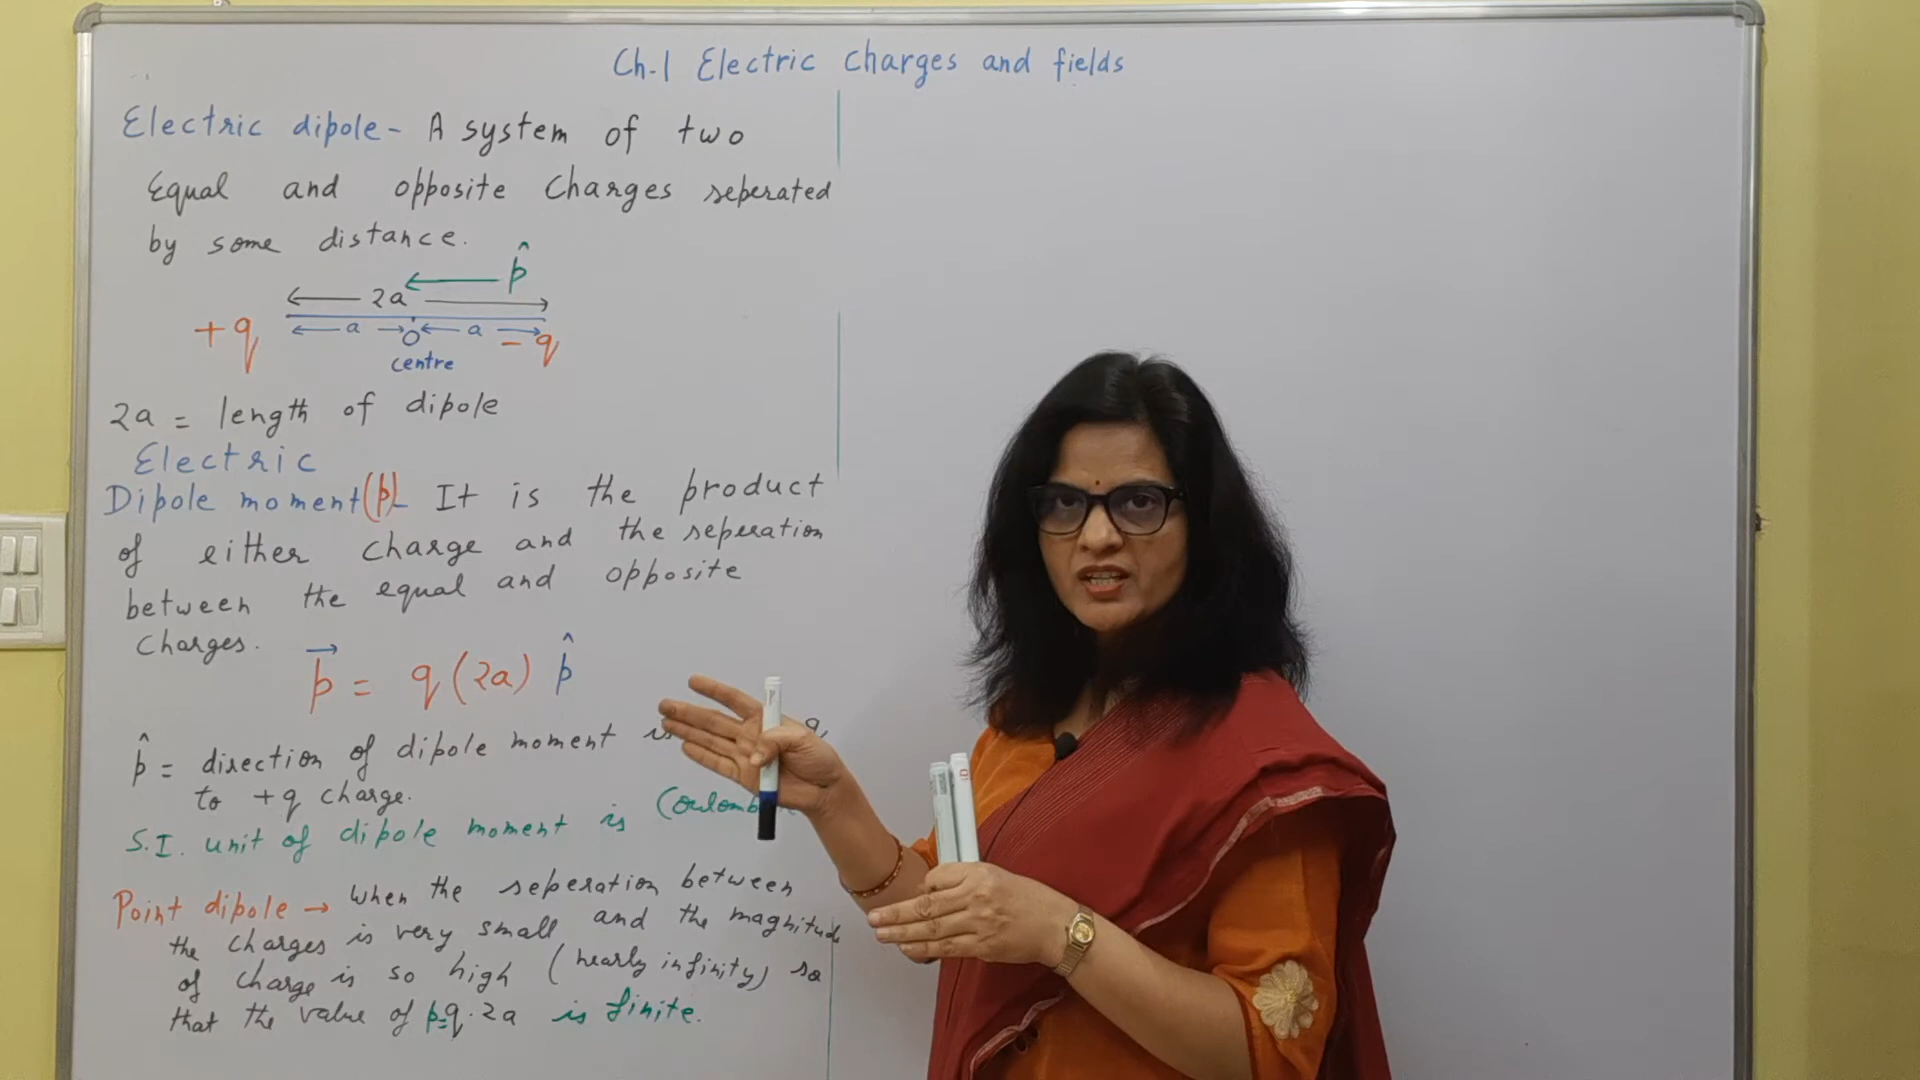 Ch.1 Electric Charges and fields
Electric dipole- A system of two
Equal and opposite Charges seperated
by some distance.
p̂
2a
+q a O a -q
centre
2a = length of dipole
Electric
Dipole moment (p)- It is the product
of either charge and the seperation
between the equal and opposite
Charges.
p⃗ = q (2a) p̂
p̂ = direction of dipole moment is q
to +q charge.
S.I. unit of dipole moment is
Point dipole → When the seperation between
the charges is very small and the magnitude
of charge is so high (nearly infinity) so
that the value of p=q.2a is finite.